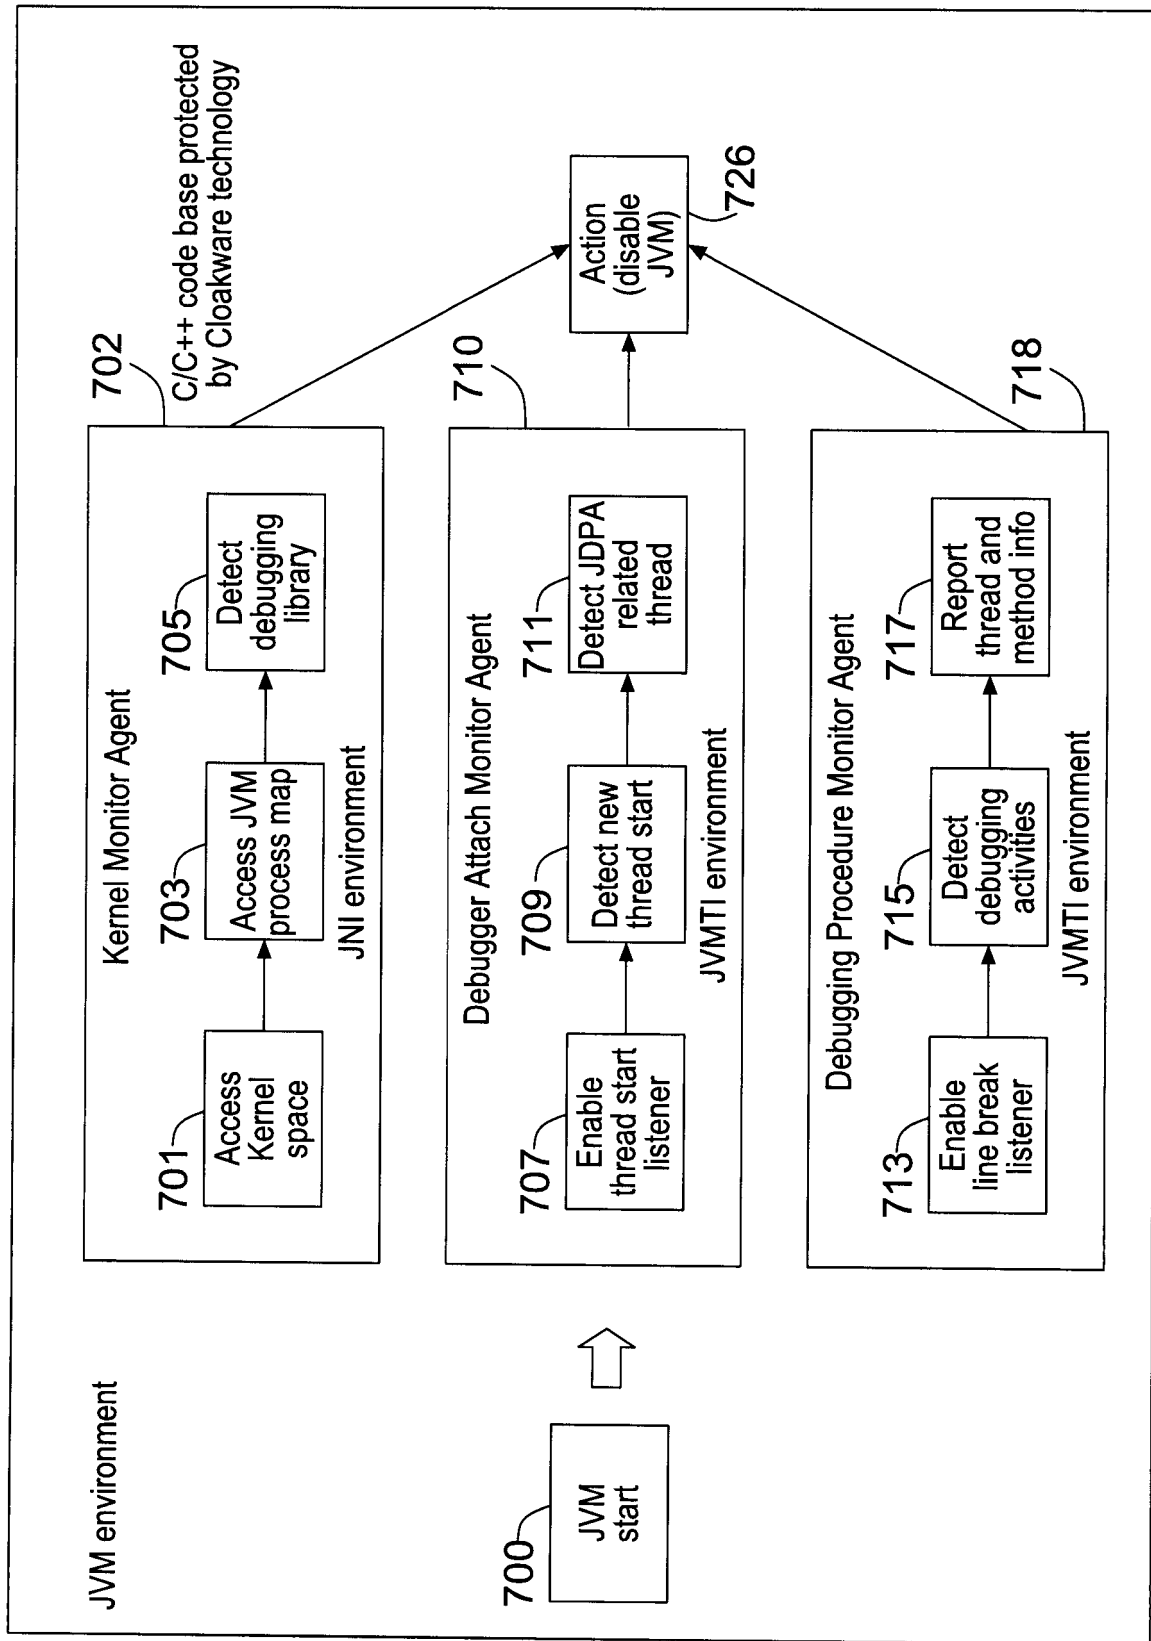 JVM environment
700
JVM
start
Kernel Monitor Agent
702
C/C++ code base protected
by Cloakware technology
701
Access
Kernel
space
703
Access JVM
process map
705
Detect
debugging
library
JNI environment
Debugger Attach Monitor Agent
710
707
Enable
thread start
listener
709
Detect new
thread start
711
Detect JDPA
related
thread
JVMTI environment
Debugging Procedure Monitor Agent
718
713
Enable
line break
listener
715
Detect
debugging
activities
717
Report
thread and
method info
JVMTI environment
Action
(disable
JVM)
726